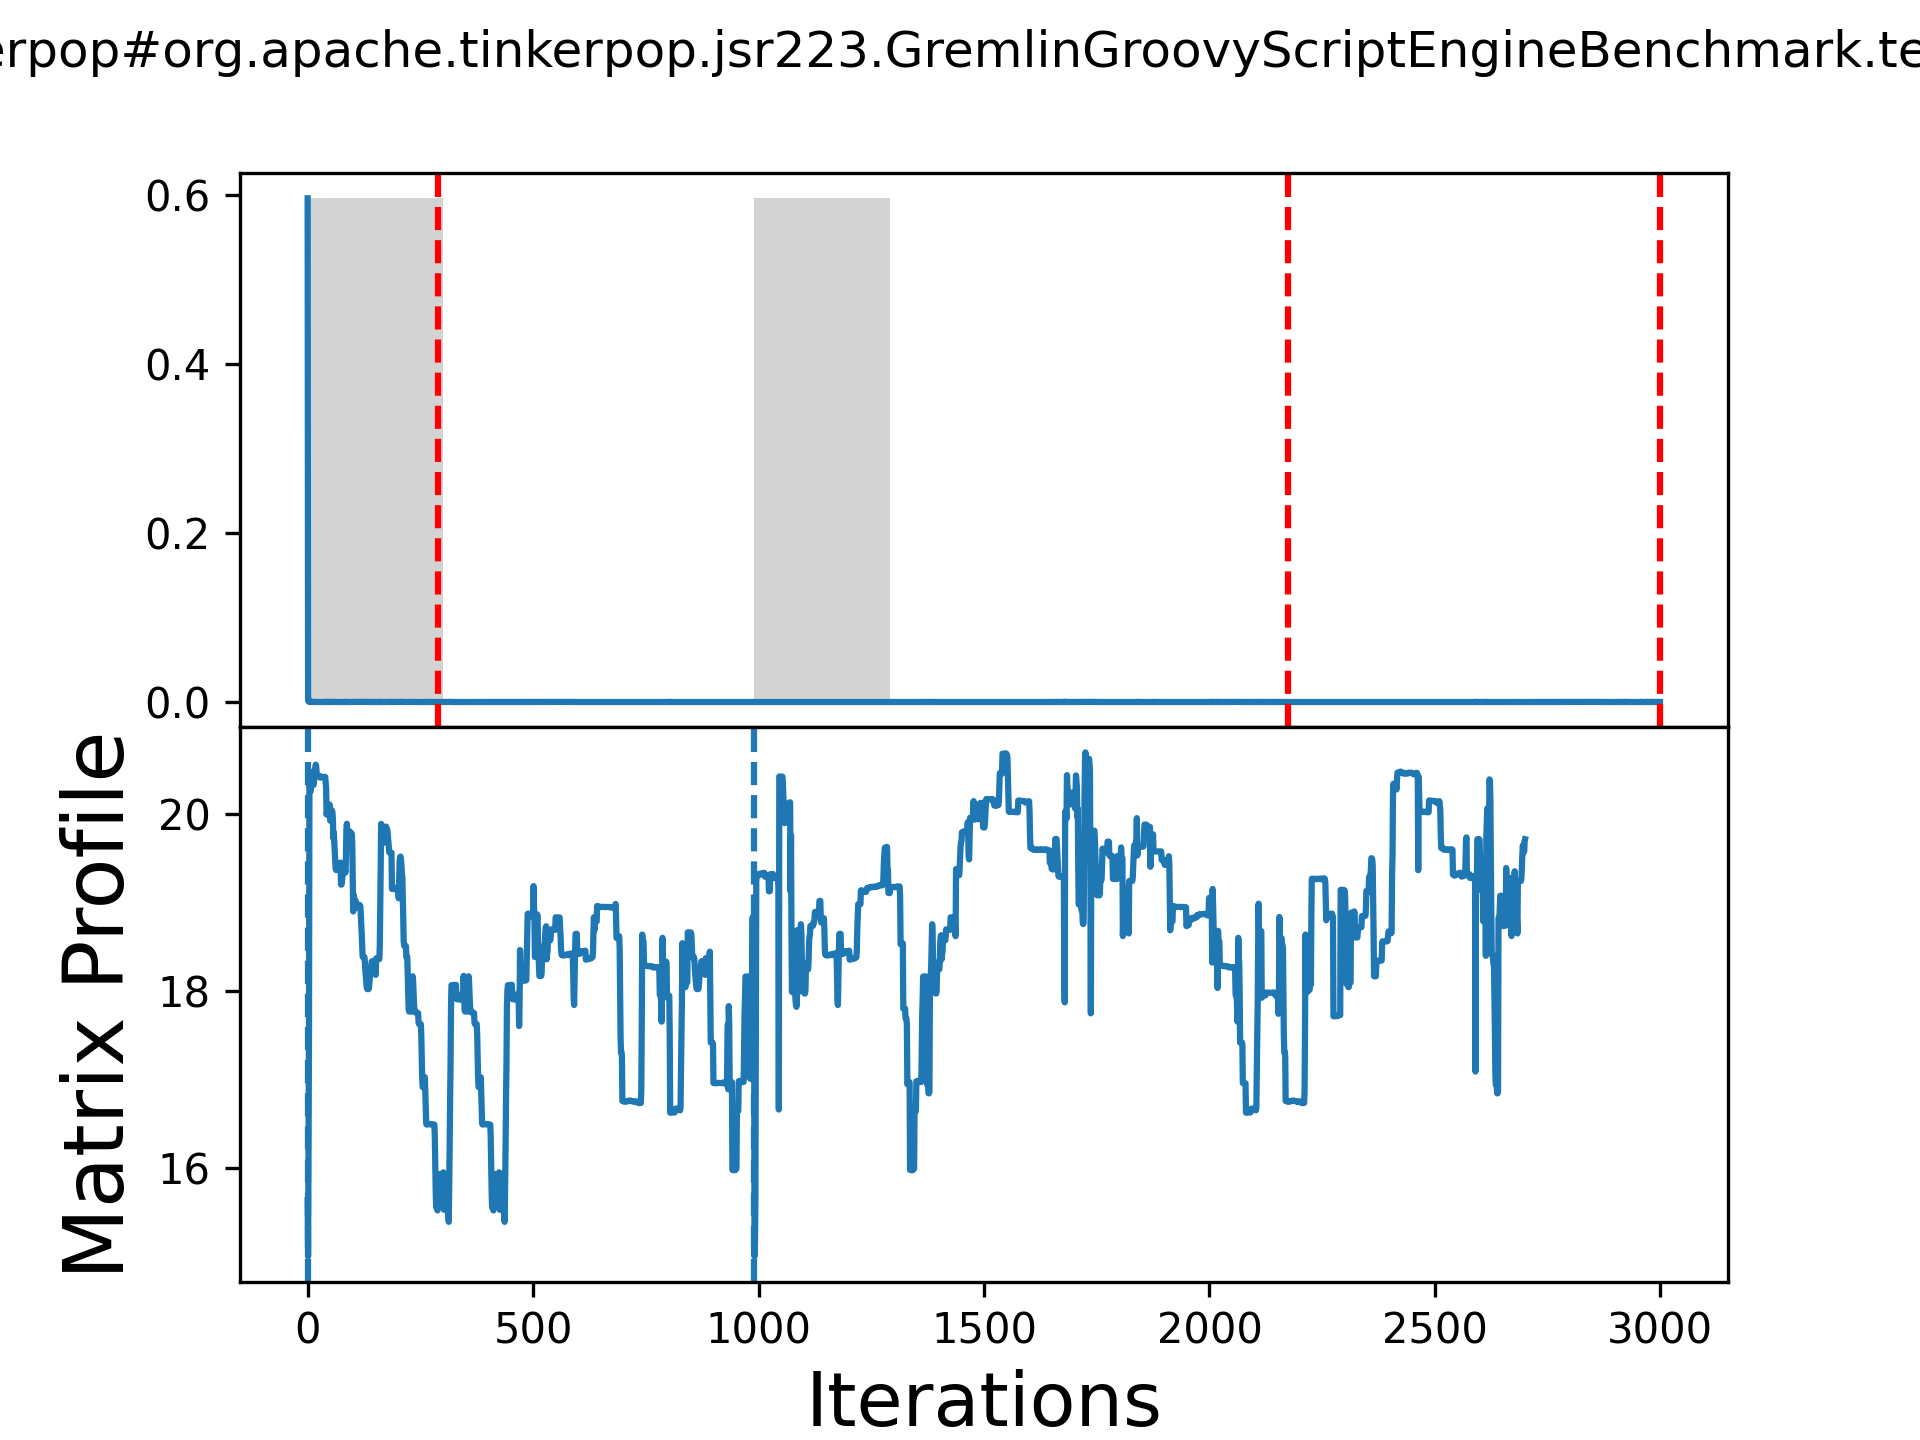 erpop#org.apache.tinkerpop.jsr223.GremlinGroovyScriptEngineBenchmark.te
0.6
0.4
0.2
0.0
Matrix Profile
20
18
16
0 500 1000 1500 2000 2500 3000
Iterations